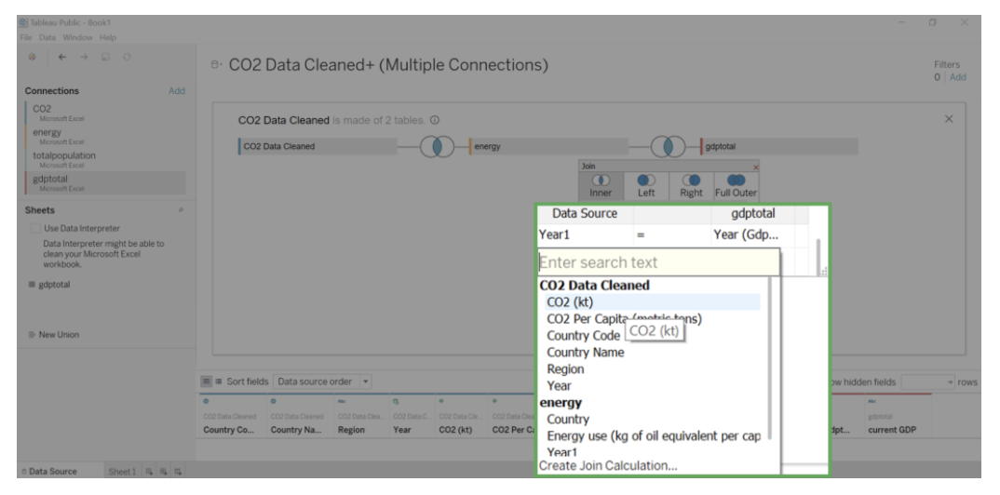 Tableau Public - Book1
File Data Window Help
CO2 Data Cleaned+ (Multiple Connections)
Filters
0 Add
Connections Add
CO2
Microsoft Excel
energy
Microsoft Excel
totalpopulation
Microsoft Excel
gdptotal
Microsoft Excel
Sheets
Use Data Interpreter
Data Interpreter might be able to
clean your Microsoft Excel
workbook.
gdptotal
New Union
CO2 Data Cleaned is made of 2 tables.
CO2 Data Cleaned energy gdptotal
Join
Inner Left Right Full Outer
Data Source gdptotal
Year1 = Year (Gdp...
Enter search text
CO2 Data Cleaned
CO2 (kt)
CO2 Per Capita (metric tons)
CO2 (kt)
Country Code
Country Name
Region
Year
energy
Country
Energy use (kg of oil equivalent per cap
Year1
Create Join Calculation...
Sort fields Data source order
hidden fields rows
Abc Abc
CO2 Data Cleaned CO2 Data Cleaned CO2 Data Clea... CO2 Data C... CO2 Data Cle... CO2 Data Clea gdptotal
Country Co... Country Na... Region Year CO2 (kt) CO2 Per Ca current GDP
Data Source Sheet1